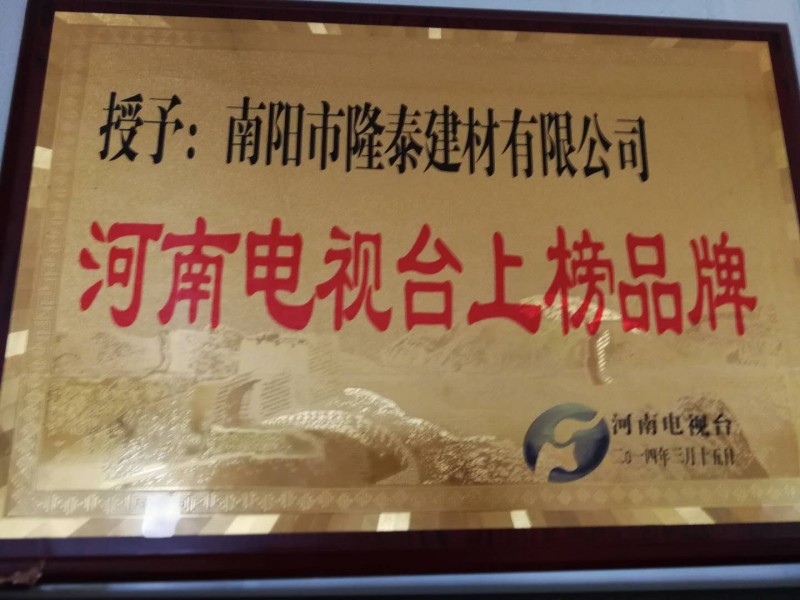 授予：南阳市隆泰建材有限公司
河南电视台上榜品牌
河南电视台
二0一四年三月十五日